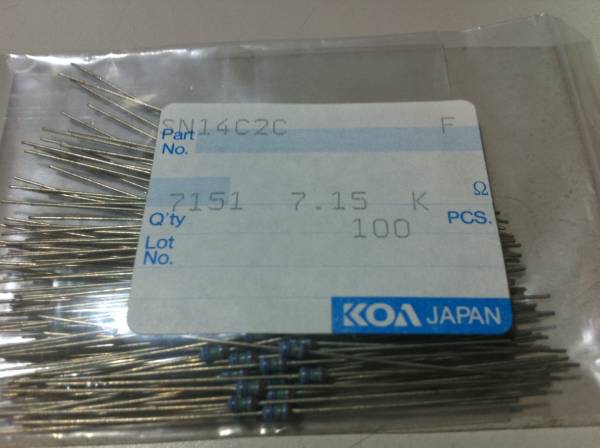 SN14C2C F
Part No.
7151 7.15 K Ω
Q'ty 100 PCS.
Lot No.
KOA JAPAN